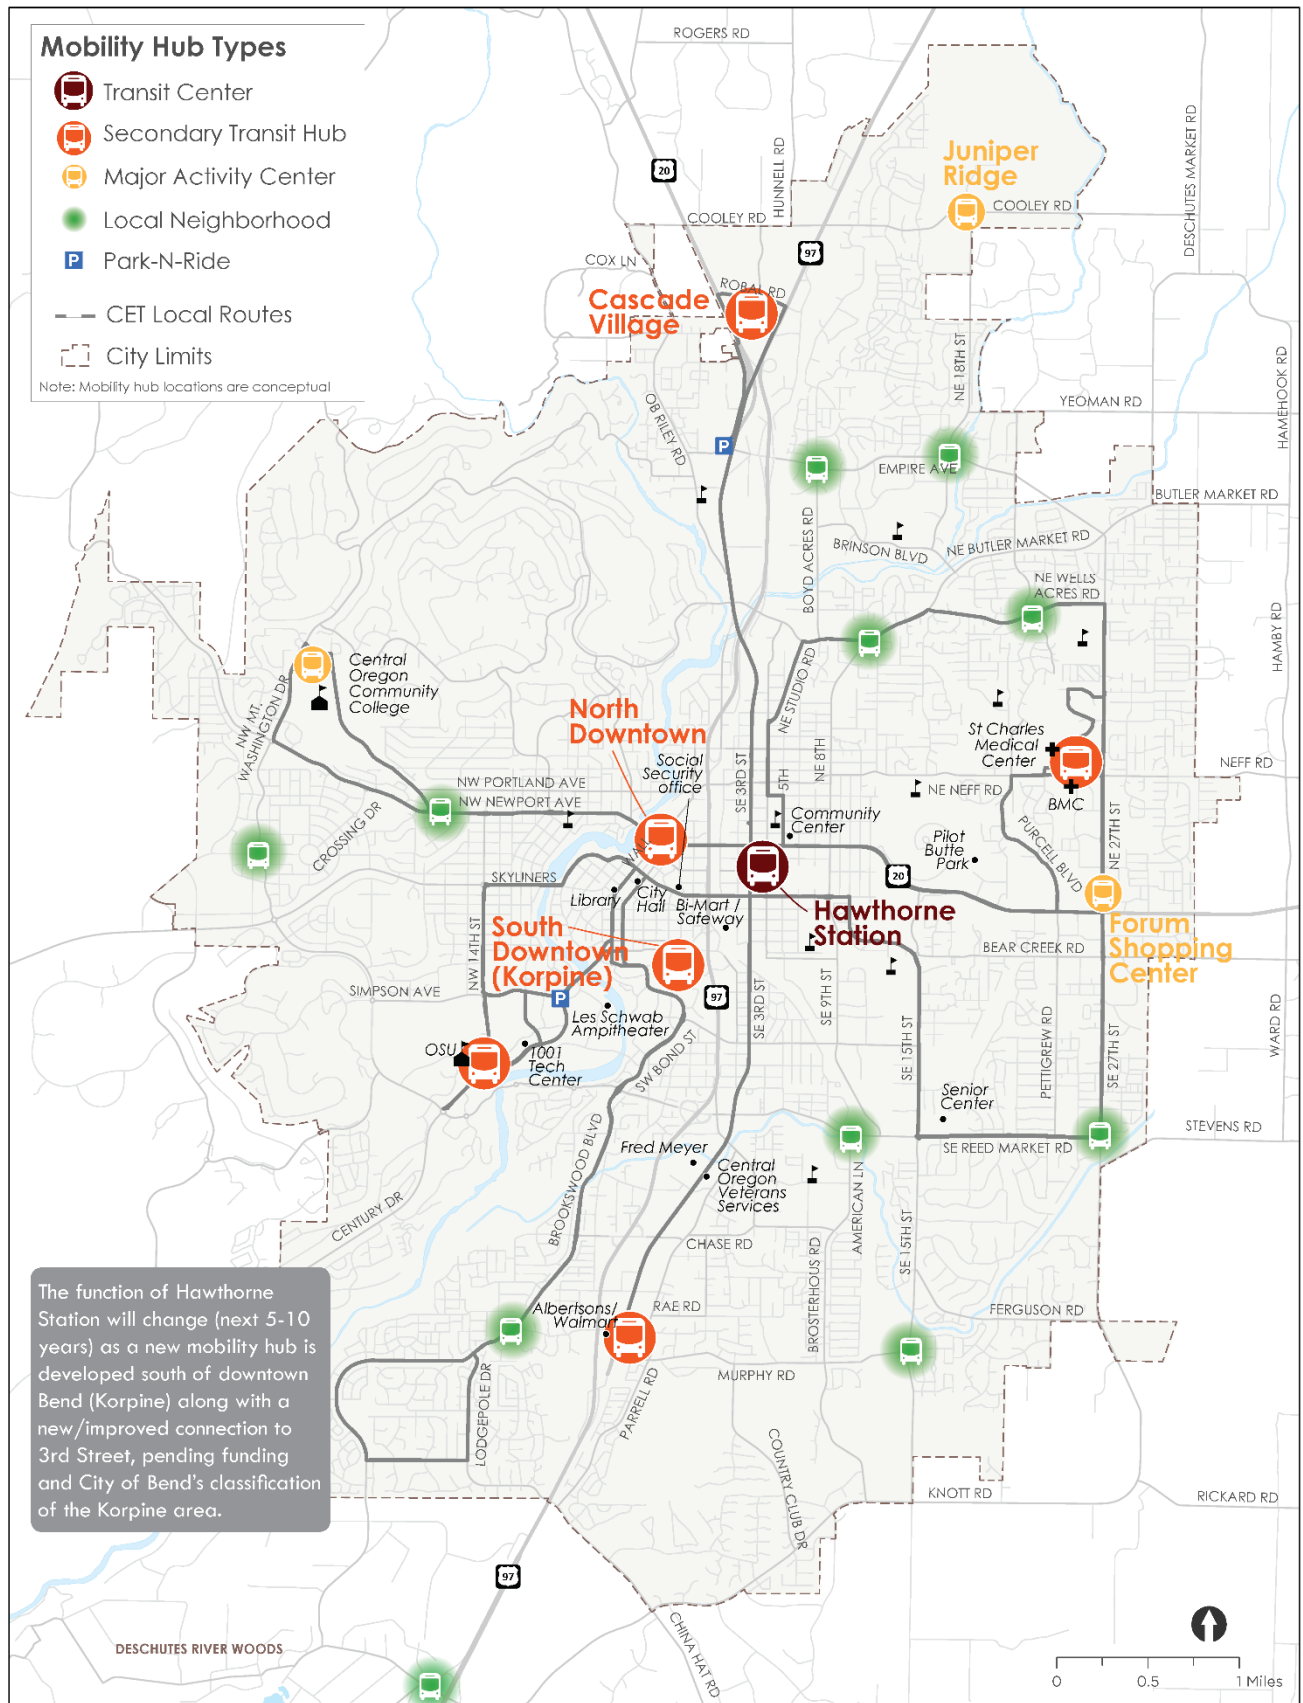 Mobility Hub Types
Transit Center
Secondary Transit Hub
Major Activity Center
Local Neighborhood
P
Park-N-Ride
CET Local Routes
City Limits
Note: Mobility hub locations are conceptual
ROGERS RD
20
HUNNELL RD
DESCHUTES MARKET RD
Juniper
Ridge
COOLEY RD
COOLEY RD
97
COX LN
ROBAL RD
Cascade
Village
NE 18TH ST
HAMEHOOK RD
YEOMAN RD
OB RILEY RD
P
EMPIRE AVE
BUTLER MARKET RD
BOYD ACRES RD
BRINSON BLVD
NE BUTLER MARKET RD
NE WELLS
ACRES RD
HAMBY RD
Central
Oregon
Community
College
NW MT.
WASHINGTON DR
NE STUDIO RD
North
Downtown
Social
Security
office
SE 3RD ST
5TH
NE 8TH
St Charles
Medical
Center
NEFF RD
NW PORTLAND AVE
NW NEWPORT AVE
NE NEFF RD
BMC
CROSSING DR
Community
Center
Pilot
Butte
Park
PURCELL BLVD
NE 27TH ST
WALL
SKYLINERS
20
Library
City
Hall
Bi-Mart /
Safeway
Hawthorne
Station
Forum
Shopping
Center
South
Downtown
(Korpine)
NW 14TH ST
BEAR CREEK RD
SIMPSON AVE
P
97
SE 3RD ST
SE 9TH ST
Les Schwab
Ampitheater
SE 15TH ST
PETTIGREW RD
SE 27TH ST
WARD RD
OSU
1001
Tech
Center
SW BOND ST
Senior
Center
STEVENS RD
BROOKSWOOD BLVD
Fred Meyer
SE REED MARKET RD
Central
Oregon
Veterans
Services
AMERICAN LN
CENTURY DR
CHASE RD
BROSTERHOUS RD
SE 15TH ST
The function of Hawthorne
Station will change (next 5-10
years) as a new mobility hub is
developed south of downtown
Bend (Korpine) along with a
new/improved connection to
3rd Street, pending funding
and City of Bend's classification
of the Korpine area.
Albertsons/
Walmart
RAE RD
FERGUSON RD
LODGEPOLE DR
PARRELL RD
MURPHY RD
COUNTRY CLUB DR
KNOTT RD
RICKARD RD
97
CHINA HAT RD
DESCHUTES RIVER WOODS
0
0.5
1 Miles